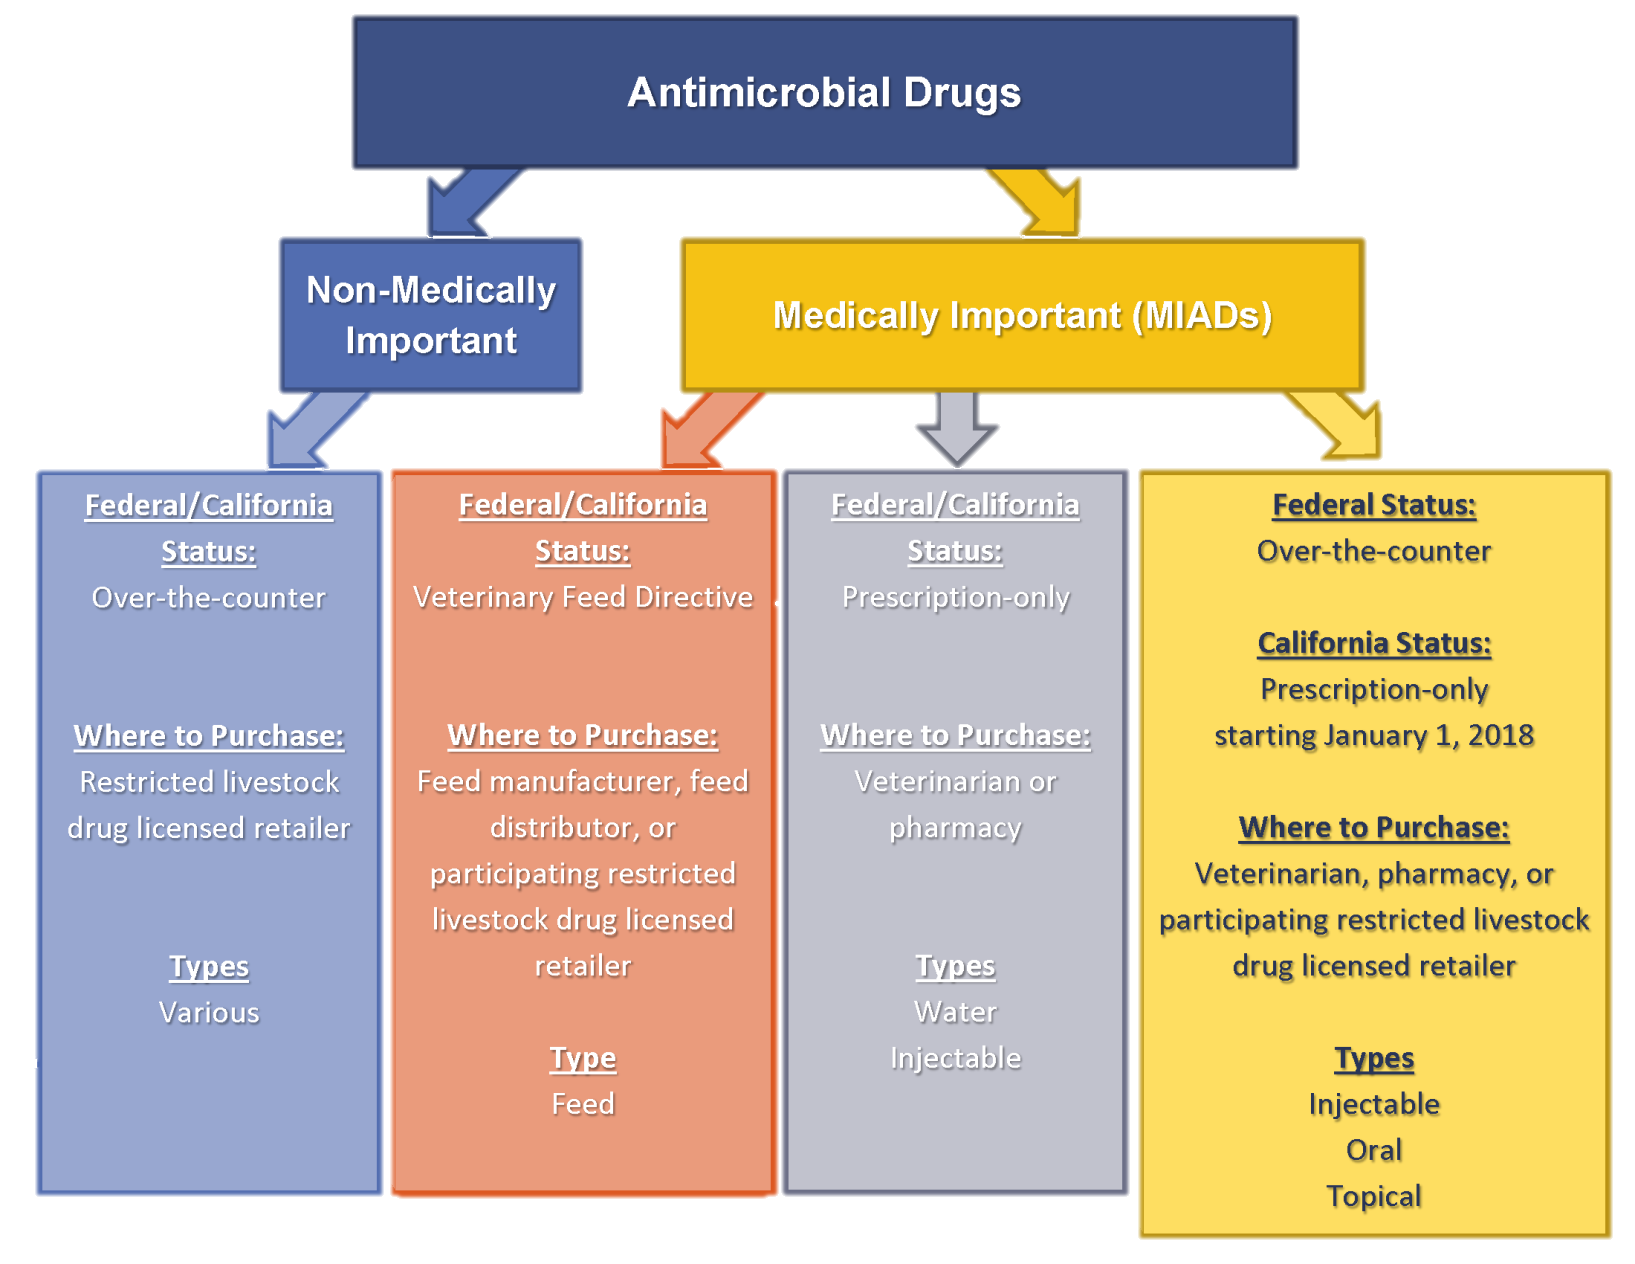 Antimicrobial Drugs
Non-Medically
Important
Medically Important (MIADs)
Federal/California
Status:
Over-the-counter
Where to Purchase:
Restricted livestock
drug licensed retailer
Types
Various
Federal/California
Status:
Veterinary Feed Directive
Where to Purchase:
Feed manufacturer, feed
distributor, or
participating restricted
livestock drug licensed
retailer
Type
Feed
Federal/California
Status:
Prescription-only
Where to Purchase:
Veterinarian or
pharmacy
Types
Water
Injectable
Federal Status:
Over-the-counter
California Status:
Prescription-only
starting January 1, 2018
Where to Purchase:
Veterinarian, pharmacy, or
participating restricted livestock
drug licensed retailer
Types
Injectable
Oral
Topical